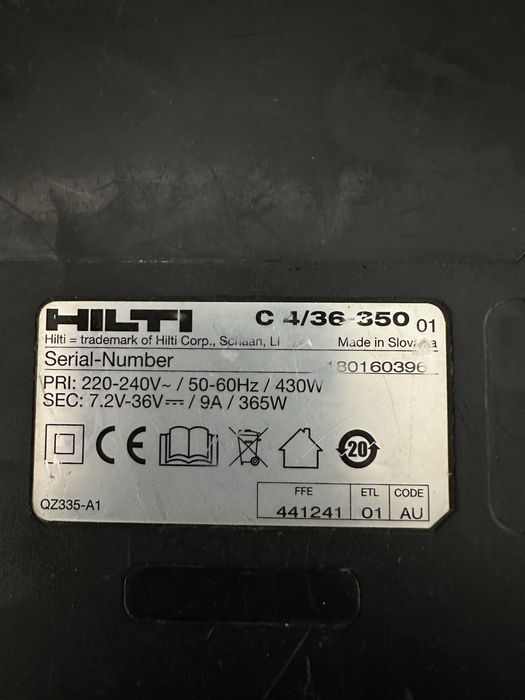 HILTI C 4/36-350 01
Hilti = trademark of Hilti Corp., Schaan, LI Made in Slovakia
Serial-Number 180160396
PRI: 220-240V~ / 50-60Hz / 430W
SEC: 7.2V-36V⎓ / 9A / 365W
CE 20
FFE ETL CODE
QZ335-A1 441241 01 AU